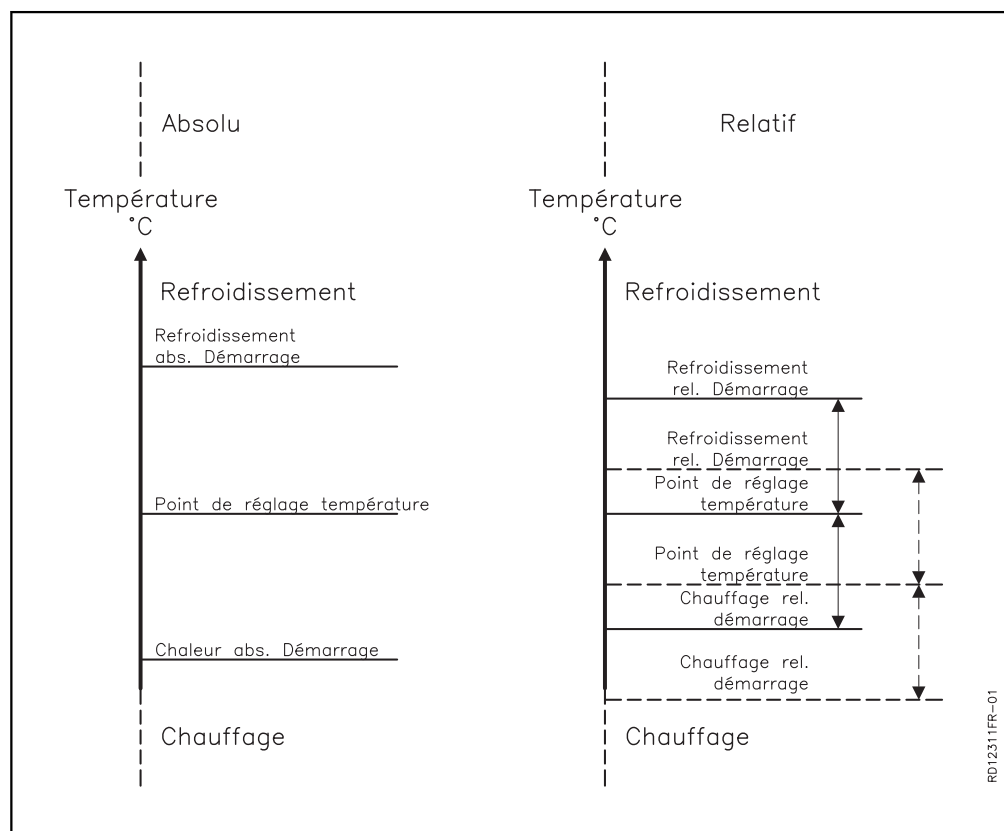 Absolu
Température
°C
Refroidissement
Refroidissement
abs. Démarrage
Point de réglage température
Chaleur abs. Démarrage
Chauffage
Relatif
Température
°C
Refroidissement
Refroidissement
rel. Démarrage
Refroidissement
rel. Démarrage
Point de réglage
température
Point de réglage
température
Chauffage rel.
démarrage
Chauffage rel.
démarrage
Chauffage
RD12311FR-01